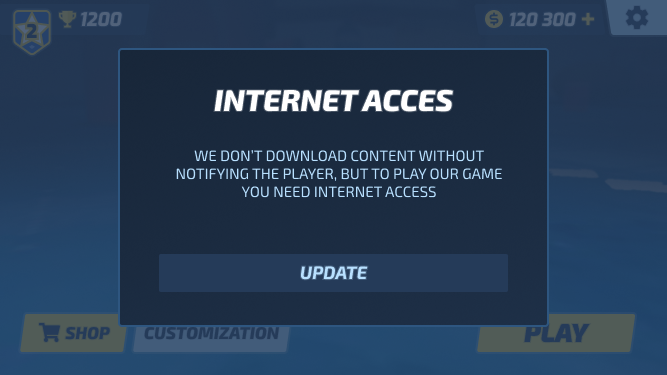 2
1200
120 300 +
INTERNET ACCES
WE DON'T DOWNLOAD CONTENT WITHOUT
NOTIFYING THE PLAYER, BUT TO PLAY OUR GAME
YOU NEED INTERNET ACCESS
UPDATE
SHOP
CUSTOMIZATION
PLAY